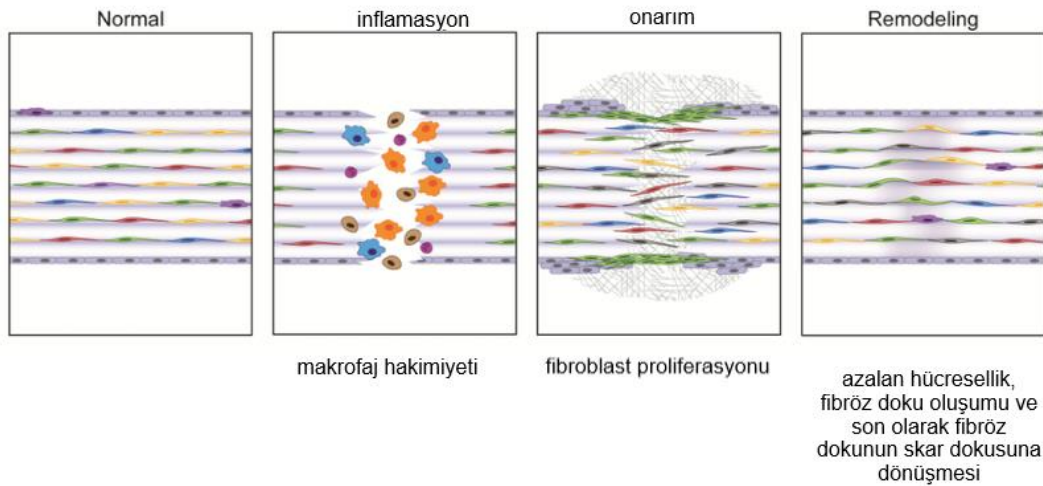 Normal
inflamasyon
onarım
Remodeling
makrofaj hakimiyeti
fibroblast proliferasyonu
azalan hücresellik,
fibröz doku oluşumu ve
son olarak fibröz
dokunun skar dokusuna
dönüşmesi